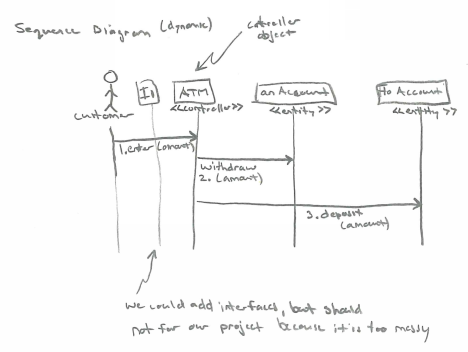 Sequence Diagram (dynamic)
controller
object
ATM
an Account
to Account
customer
<<controller>>
<<entity>>
<<entity>>
1. enter (amount)
withdraw
2. (amount)
3. deposit
(amount)
we could add interfaces, but should
not for our project because it is too messy